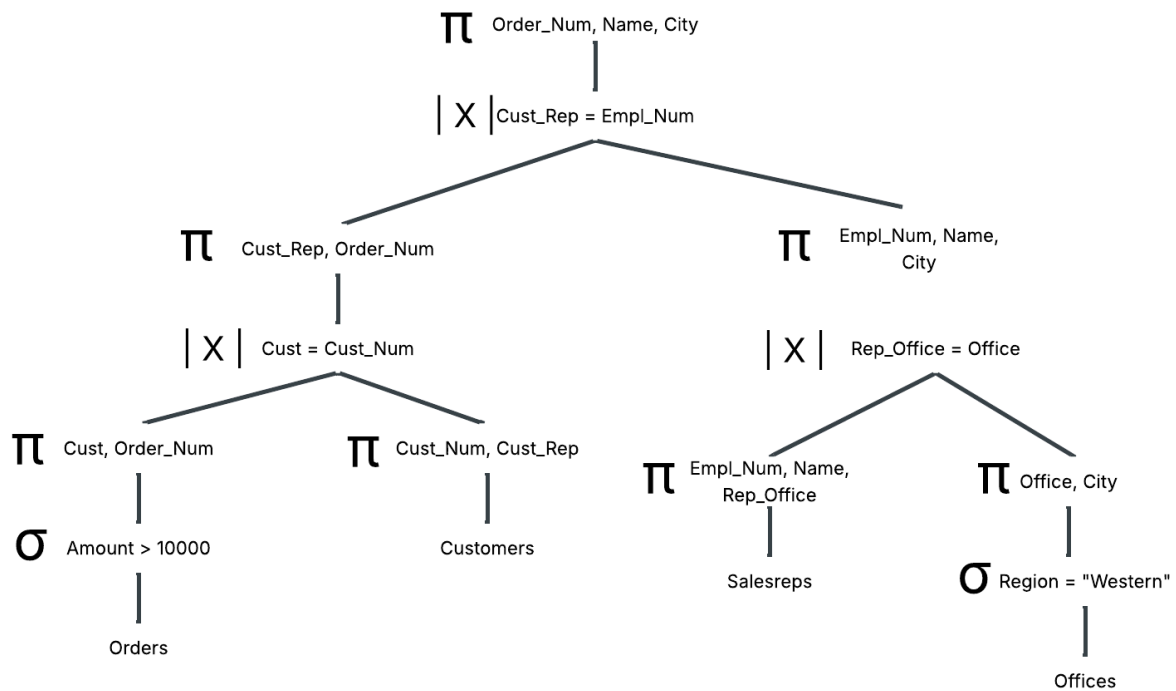 π Order_Num, Name, City
|X| Cust_Rep = Empl_Num
π Cust_Rep, Order_Num
π Empl_Num, Name,
City
|X| Cust = Cust_Num
|X| Rep_Office = Office
π Cust, Order_Num
π Cust_Num, Cust_Rep
π Empl_Num, Name,
Rep_Office
π Office, City
σ Amount > 10000
Customers
Salesreps
σ Region = "Western"
Orders
Offices